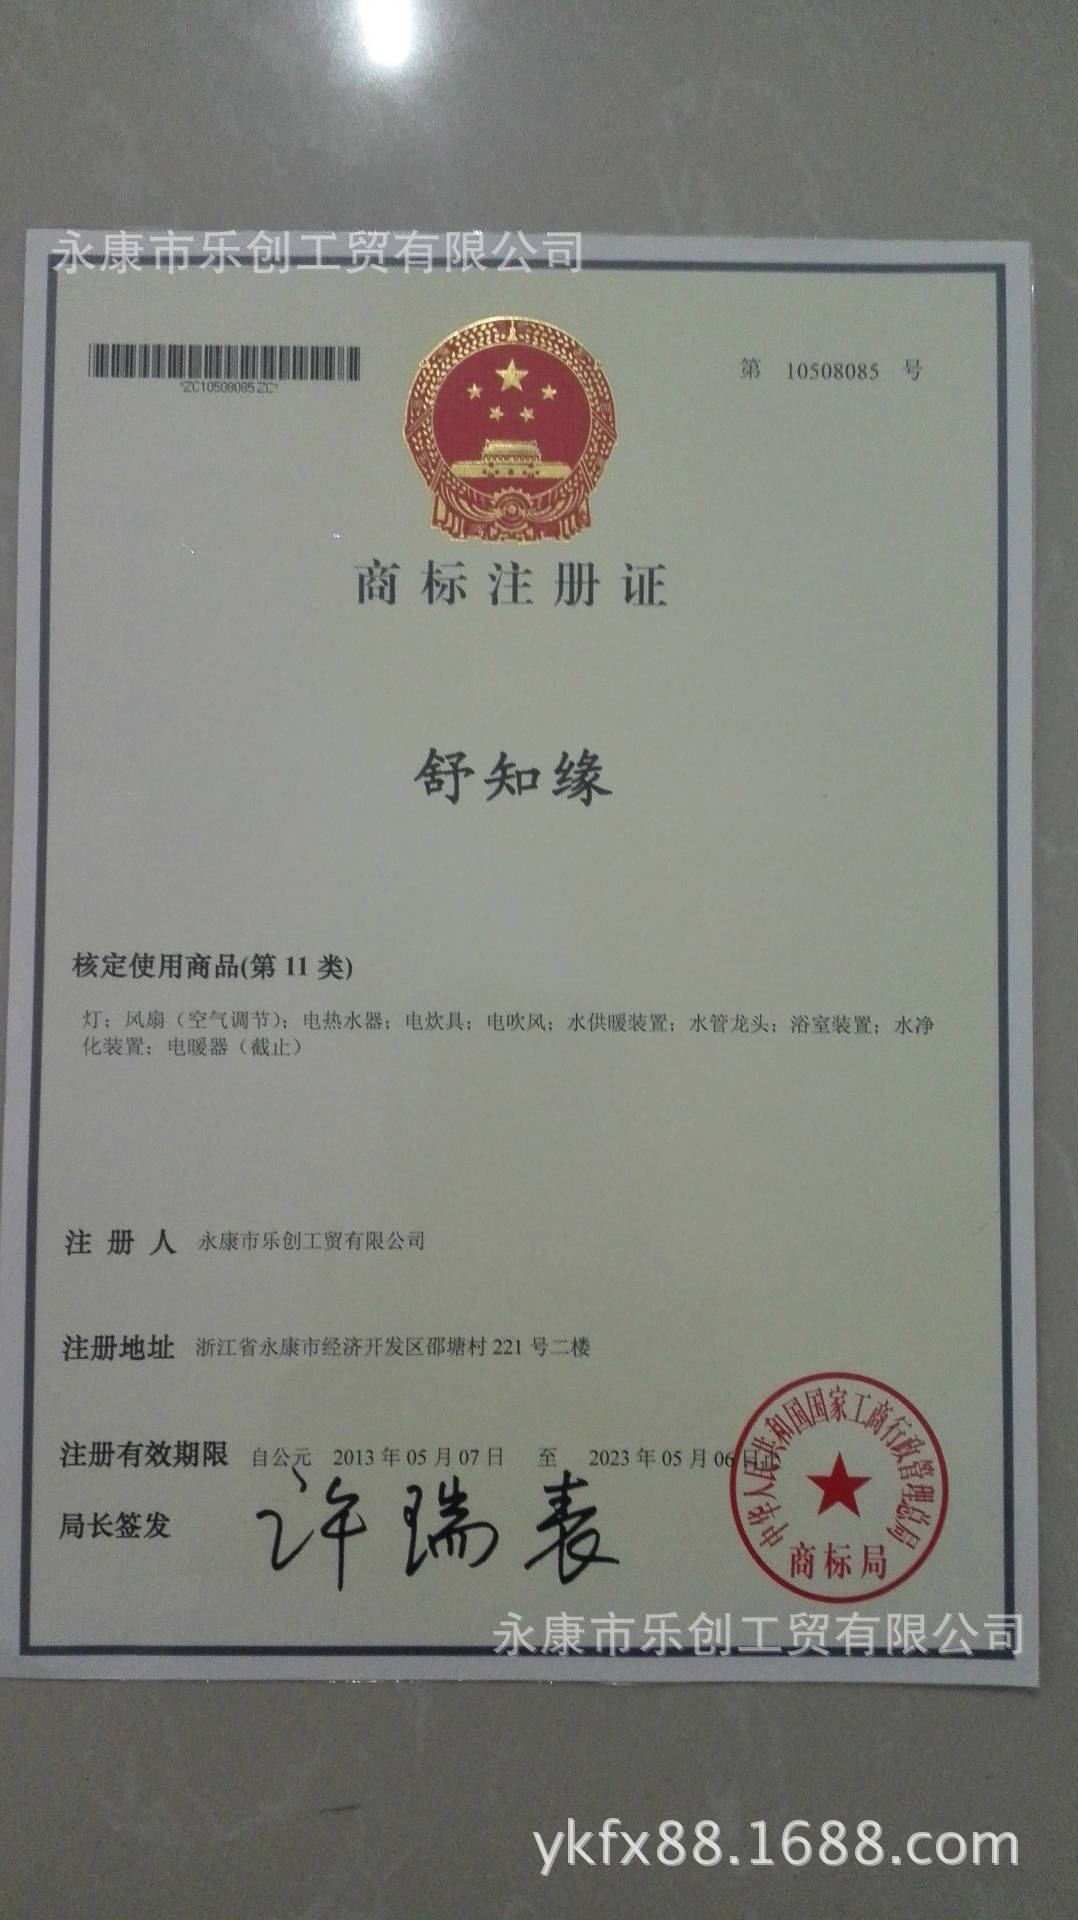 永康市乐创工贸有限公司
*ZC10508085ZC*
第 10508085 号
商标注册证
舒知缘
核定使用商品(第 11 类)
灯；风扇（空气调节）；电热水器；电炊具；电吹风；水供暖装置；水管龙头；浴室装置；水净
化装置；电暖器（截止）
注 册 人 永康市乐创工贸有限公司
注册地址 浙江省永康市经济开发区邵塘村 221 号二楼
注册有效期限 自公元 2013 年 05 月 07 日 至 2023 年 05 月 06 日
局长签发 许瑞表
中华人民共和国国家工商行政管理总局
商标局
永康市乐创工贸有限公司
ykfx88.1688.com